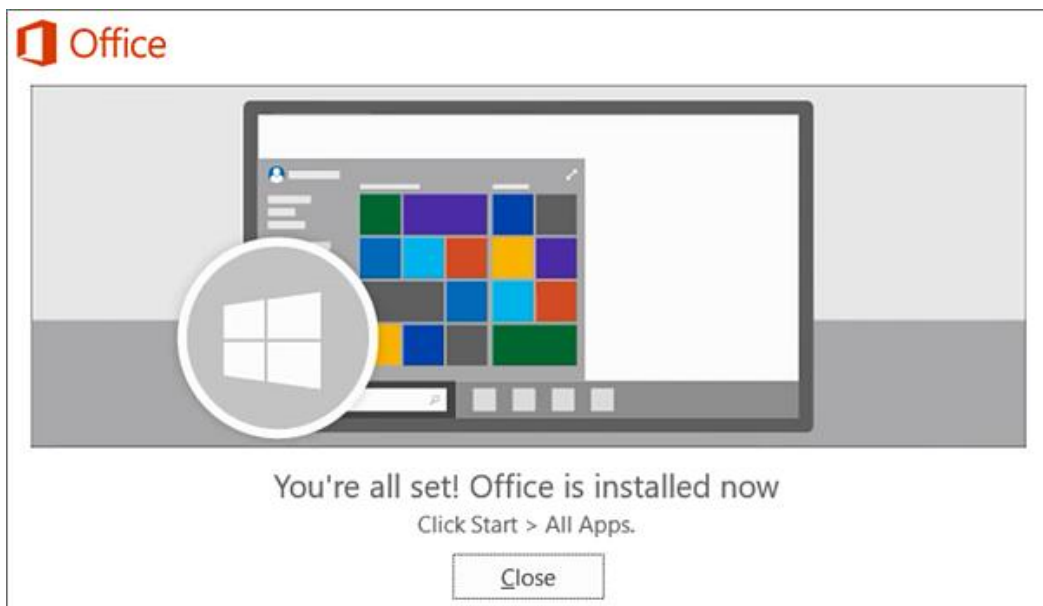 Office
You're all set! Office is installed now
Click Start > All Apps.
Close